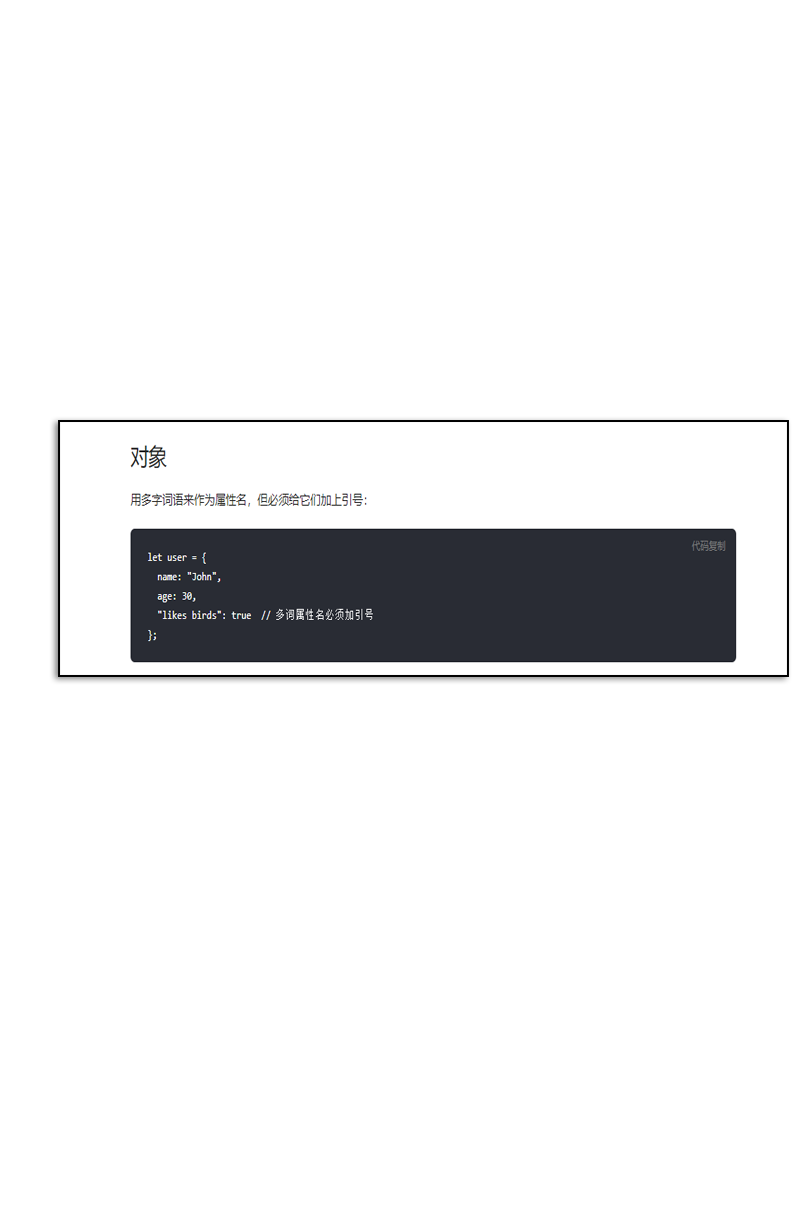 对象
用多字词语来作为属性名，但必须给它们加上引号：
代码复制
let user = {
  name: "John",
  age: 30,
  "likes birds": true  // 多词属性名必须加引号
};